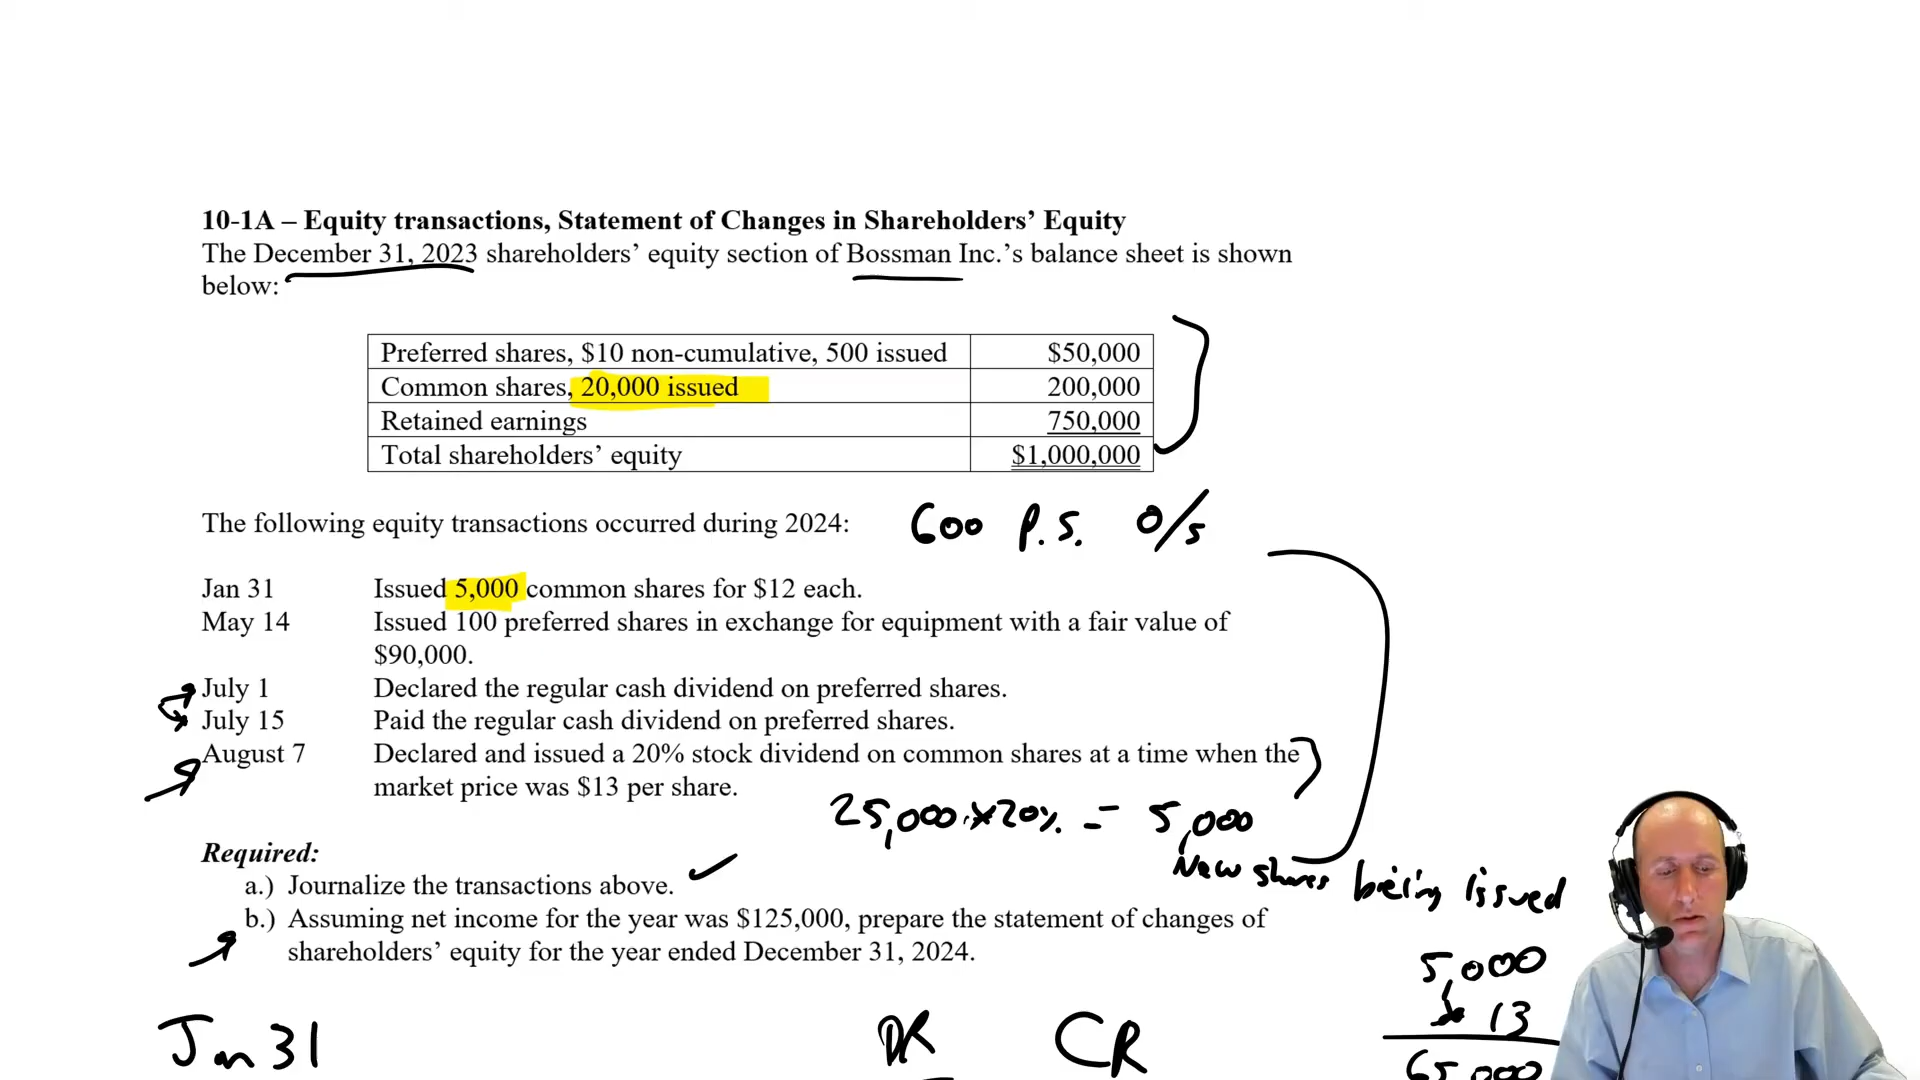 10-1A – Equity transactions, Statement of Changes in Shareholders’ Equity
The December 31, 2023 shareholders’ equity section of Bossman Inc.’s balance sheet is shown
below:
Preferred shares, $10 non-cumulative, 500 issued $50,000
Common shares, 20,000 issued 200,000
Retained earnings 750,000
Total shareholders’ equity $1,000,000
The following equity transactions occurred during 2024: 600 P.S. O/S
Jan 31 Issued 5,000 common shares for $12 each.
May 14 Issued 100 preferred shares in exchange for equipment with a fair value of
$90,000.
July 1 Declared the regular cash dividend on preferred shares.
July 15 Paid the regular cash dividend on preferred shares.
August 7 Declared and issued a 20% stock dividend on common shares at a time when the
market price was $13 per share.
25,000 x 20% = 5,000
New shares being issued
Required:
a.) Journalize the transactions above.
b.) Assuming net income for the year was $125,000, prepare the statement of changes of
shareholders’ equity for the year ended December 31, 2024.
5,000
x 13
65,000
Jan 31 DR CR